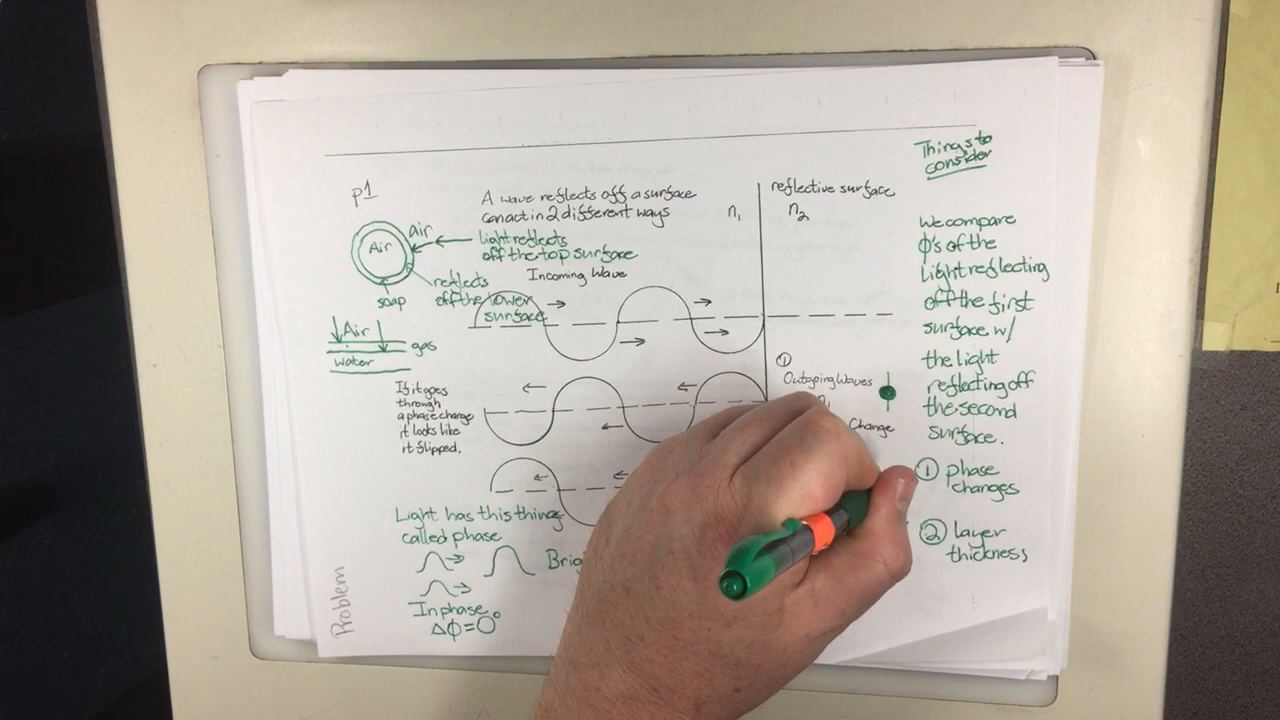 p1
A wave reflects off a surface
can act in 2 different ways
n₁
reflective surface
n₂
Air
air
Light reflects
off the top surface
Incoming Wave
reflects
off the lower
surface
soap
Air
gas
water
If it goes
through
a phase change
it looks like
it flipped.
①
Outgoing Waves
Change
Light has this thing
called phase
In phase
Δϕ=0°
Problem
Things to
consider
We compare
ϕ's of the
Light reflecting
off the first
surface w/
the light
reflecting off
the second
surface.
① phase
changes
② layer
thickness